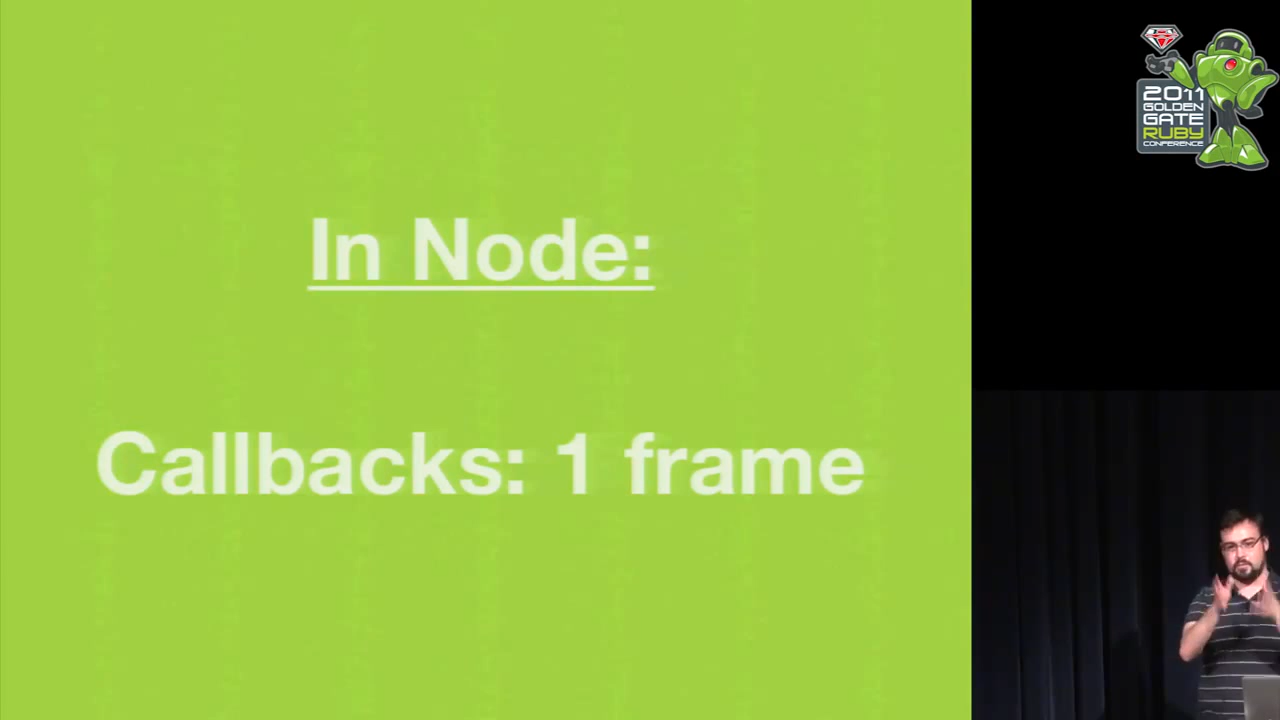 In Node:
Callbacks: 1 frame
2011
GOLDEN
GATE
RUBY
CONFERENCE